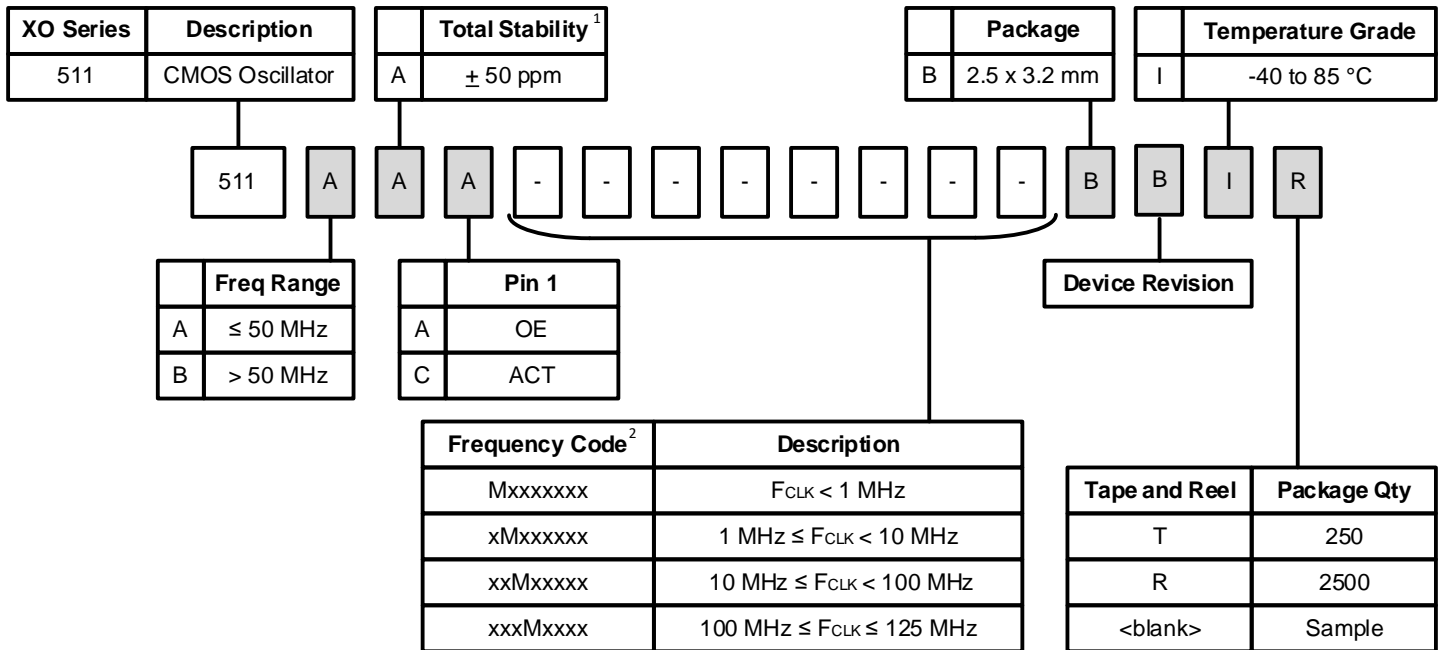 XO Series Description
511 CMOS Oscillator
Total Stability 1
A ± 50 ppm
Package
B 2.5 x 3.2 mm
Temperature Grade
I -40 to 85 °C
511 A A A - - - - - - - - B B I R
Freq Range
A ≤ 50 MHz
B > 50 MHz
Pin 1
A OE
C ACT
Device Revision
Frequency Code 2 Description
Mxxxxxxx FCLK < 1 MHz
xMxxxxxx 1 MHz ≤ FCLK < 10 MHz
xxMxxxxx 10 MHz ≤ FCLK < 100 MHz
xxxMxxxx 100 MHz ≤ FCLK ≤ 125 MHz
Tape and Reel Package Qty
T 250
R 2500
<blank> Sample